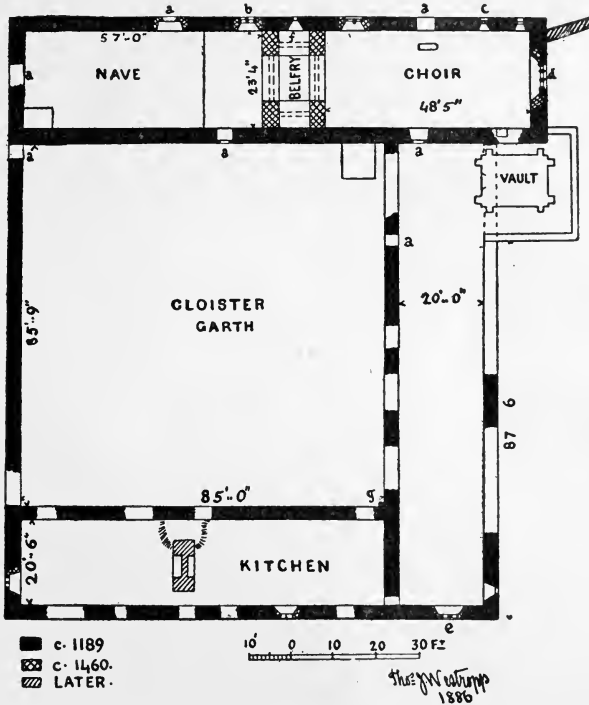 a b a c
57'-0"
NAVE
23'4"
BELFRY
CHOIR
48'5"
a
d
a
a
a
VAULT
a
20'-0"
CLOISTER
GARTH
85'-9"
87 6
85'-0"
g
20'-6"
KITCHEN
e
c. 1189
c. 1460.
LATER.
10' 0 10 20 30 FT
Thos J Westropp
1886